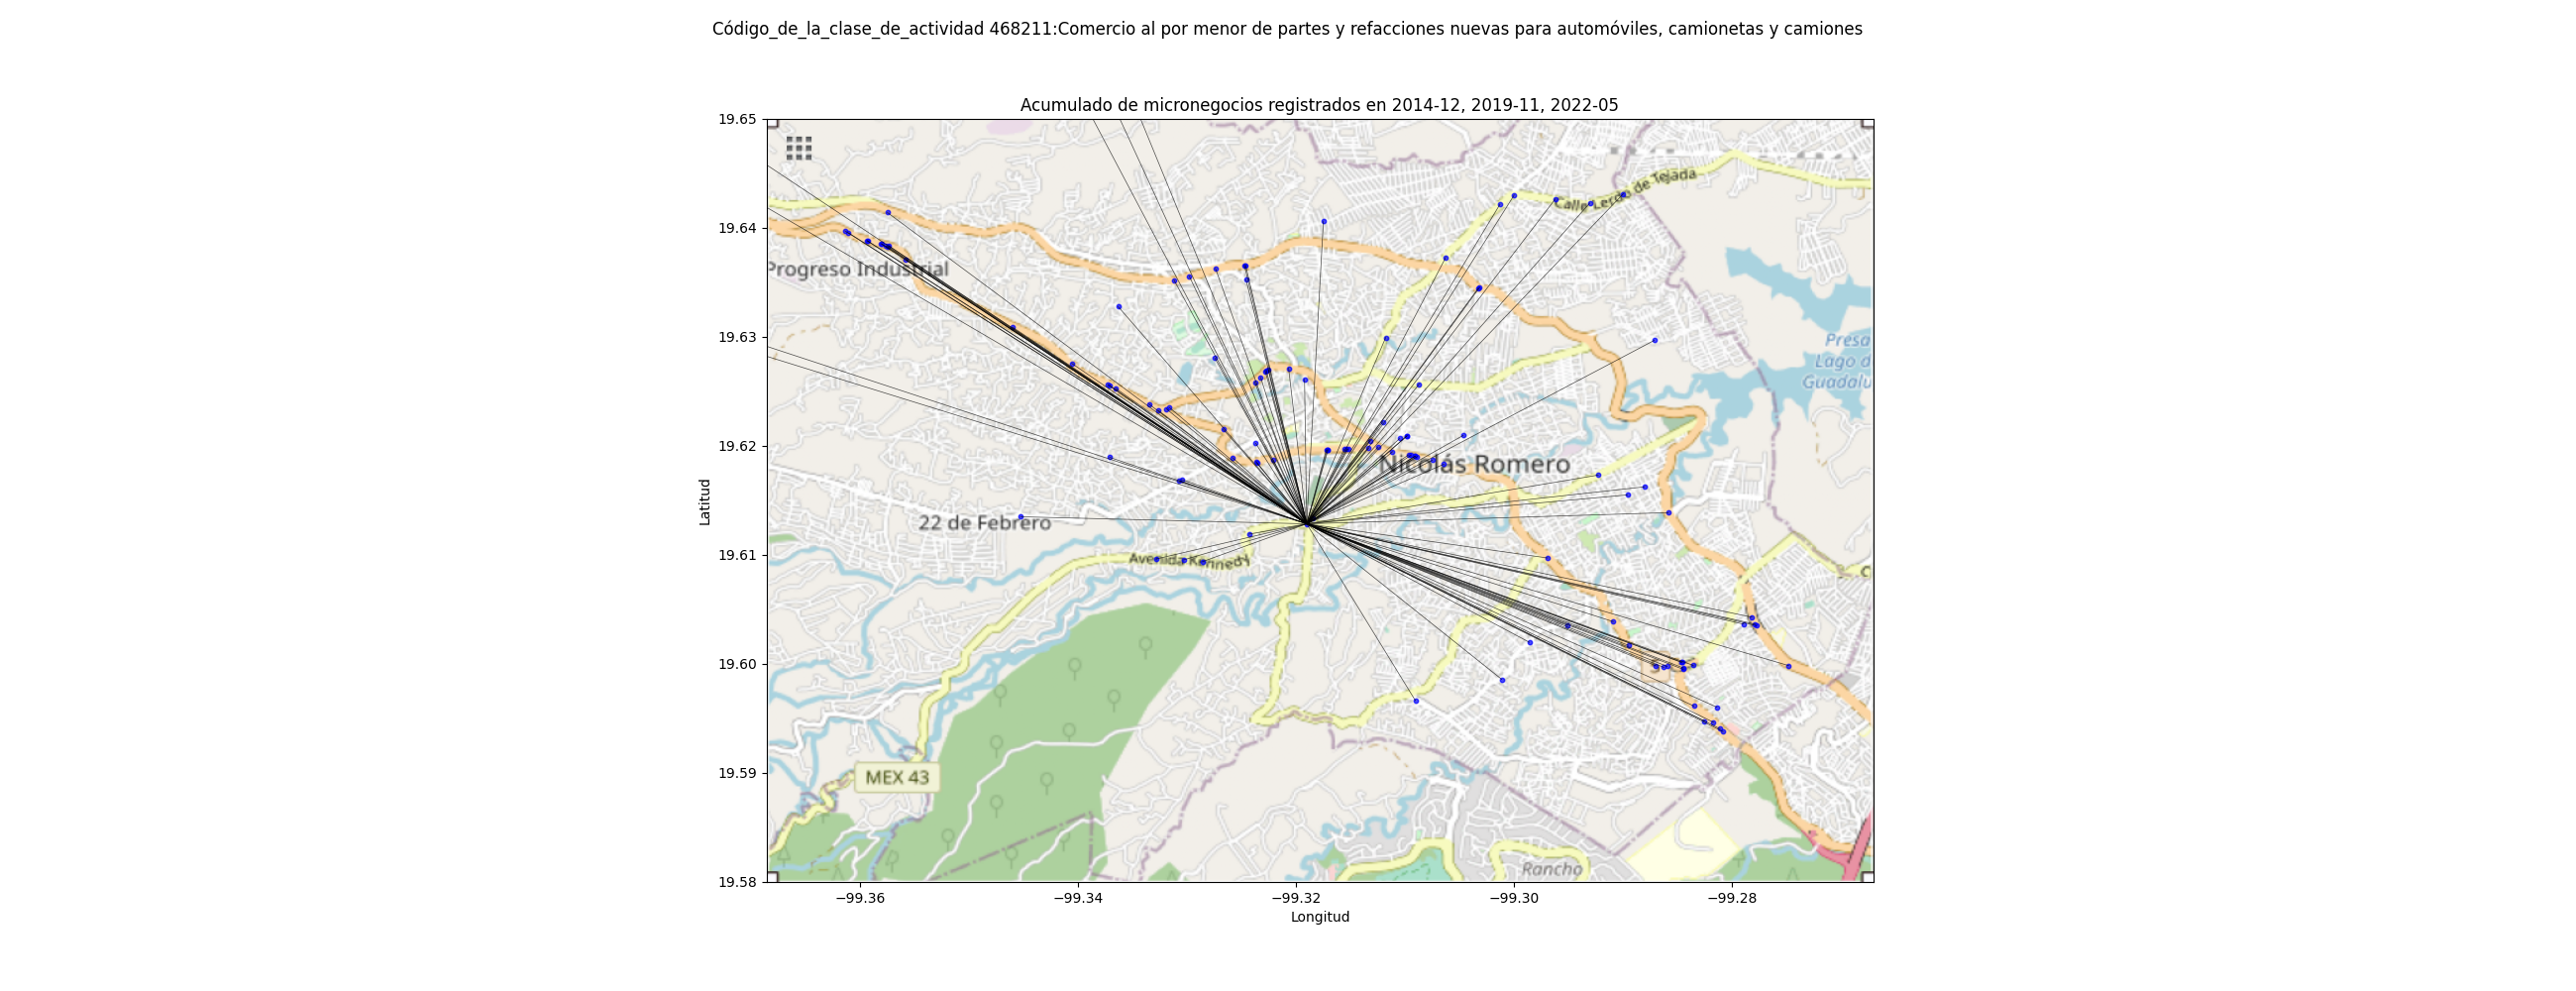 Código_de_la_clase_de_actividad 468211:Comercio al por menor de partes y refacciones nuevas para automóviles, camionetas y camiones
Acumulado de micronegocios registrados en 2014-12, 2019-11, 2022-05
19.65
19.64
19.63
19.62
19.61
19.60
19.59
19.58
Latitud
Calle Lerdo de Tejada
Progreso Industrial
Presa
Lago d
Guadalu
Nicolás Romero
22 de Febrero
Avenida Kennedy
C
MEX 43
Rancho
−99.36
−99.34
−99.32
−99.30
−99.28
Longitud